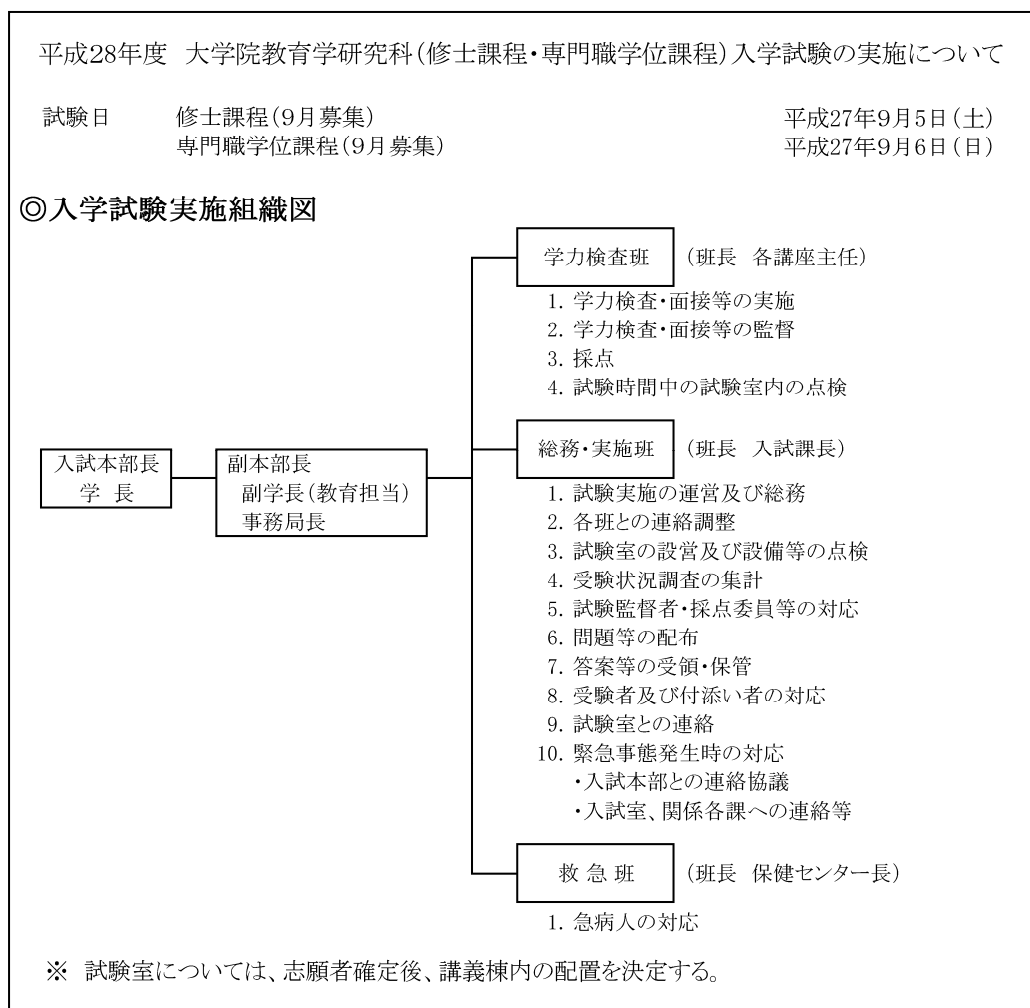 平成28年度 大学院教育学研究科(修士課程・専門職学位課程)入学試験の実施について
試験日 修士課程(9月募集) 平成27年9月5日(土)
専門職学位課程(9月募集) 平成27年9月6日(日)
◎入学試験実施組織図
学力検査班 (班長 各講座主任)
1. 学力検査・面接等の実施
2. 学力検査・面接等の監督
3. 採点
4. 試験時間中の試験室内の点検
入試本部長
学 長
副本部長
副学長(教育担当)
事務局長
総務・実施班 (班長 入試課長)
1. 試験実施の運営及び総務
2. 各班との連絡調整
3. 試験室の設営及び設備等の点検
4. 受験状況調査の集計
5. 試験監督者・採点委員等の対応
6. 問題等の配布
7. 答案等の受領・保管
8. 受験者及び付添い者の対応
9. 試験室との連絡
10. 緊急事態発生時の対応
・入試本部との連絡協議
・入試室、関係各課への連絡等
救 急 班 (班長 保健センター長)
1. 急病人の対応
※ 試験室については、志願者確定後、講義棟内の配置を決定する。